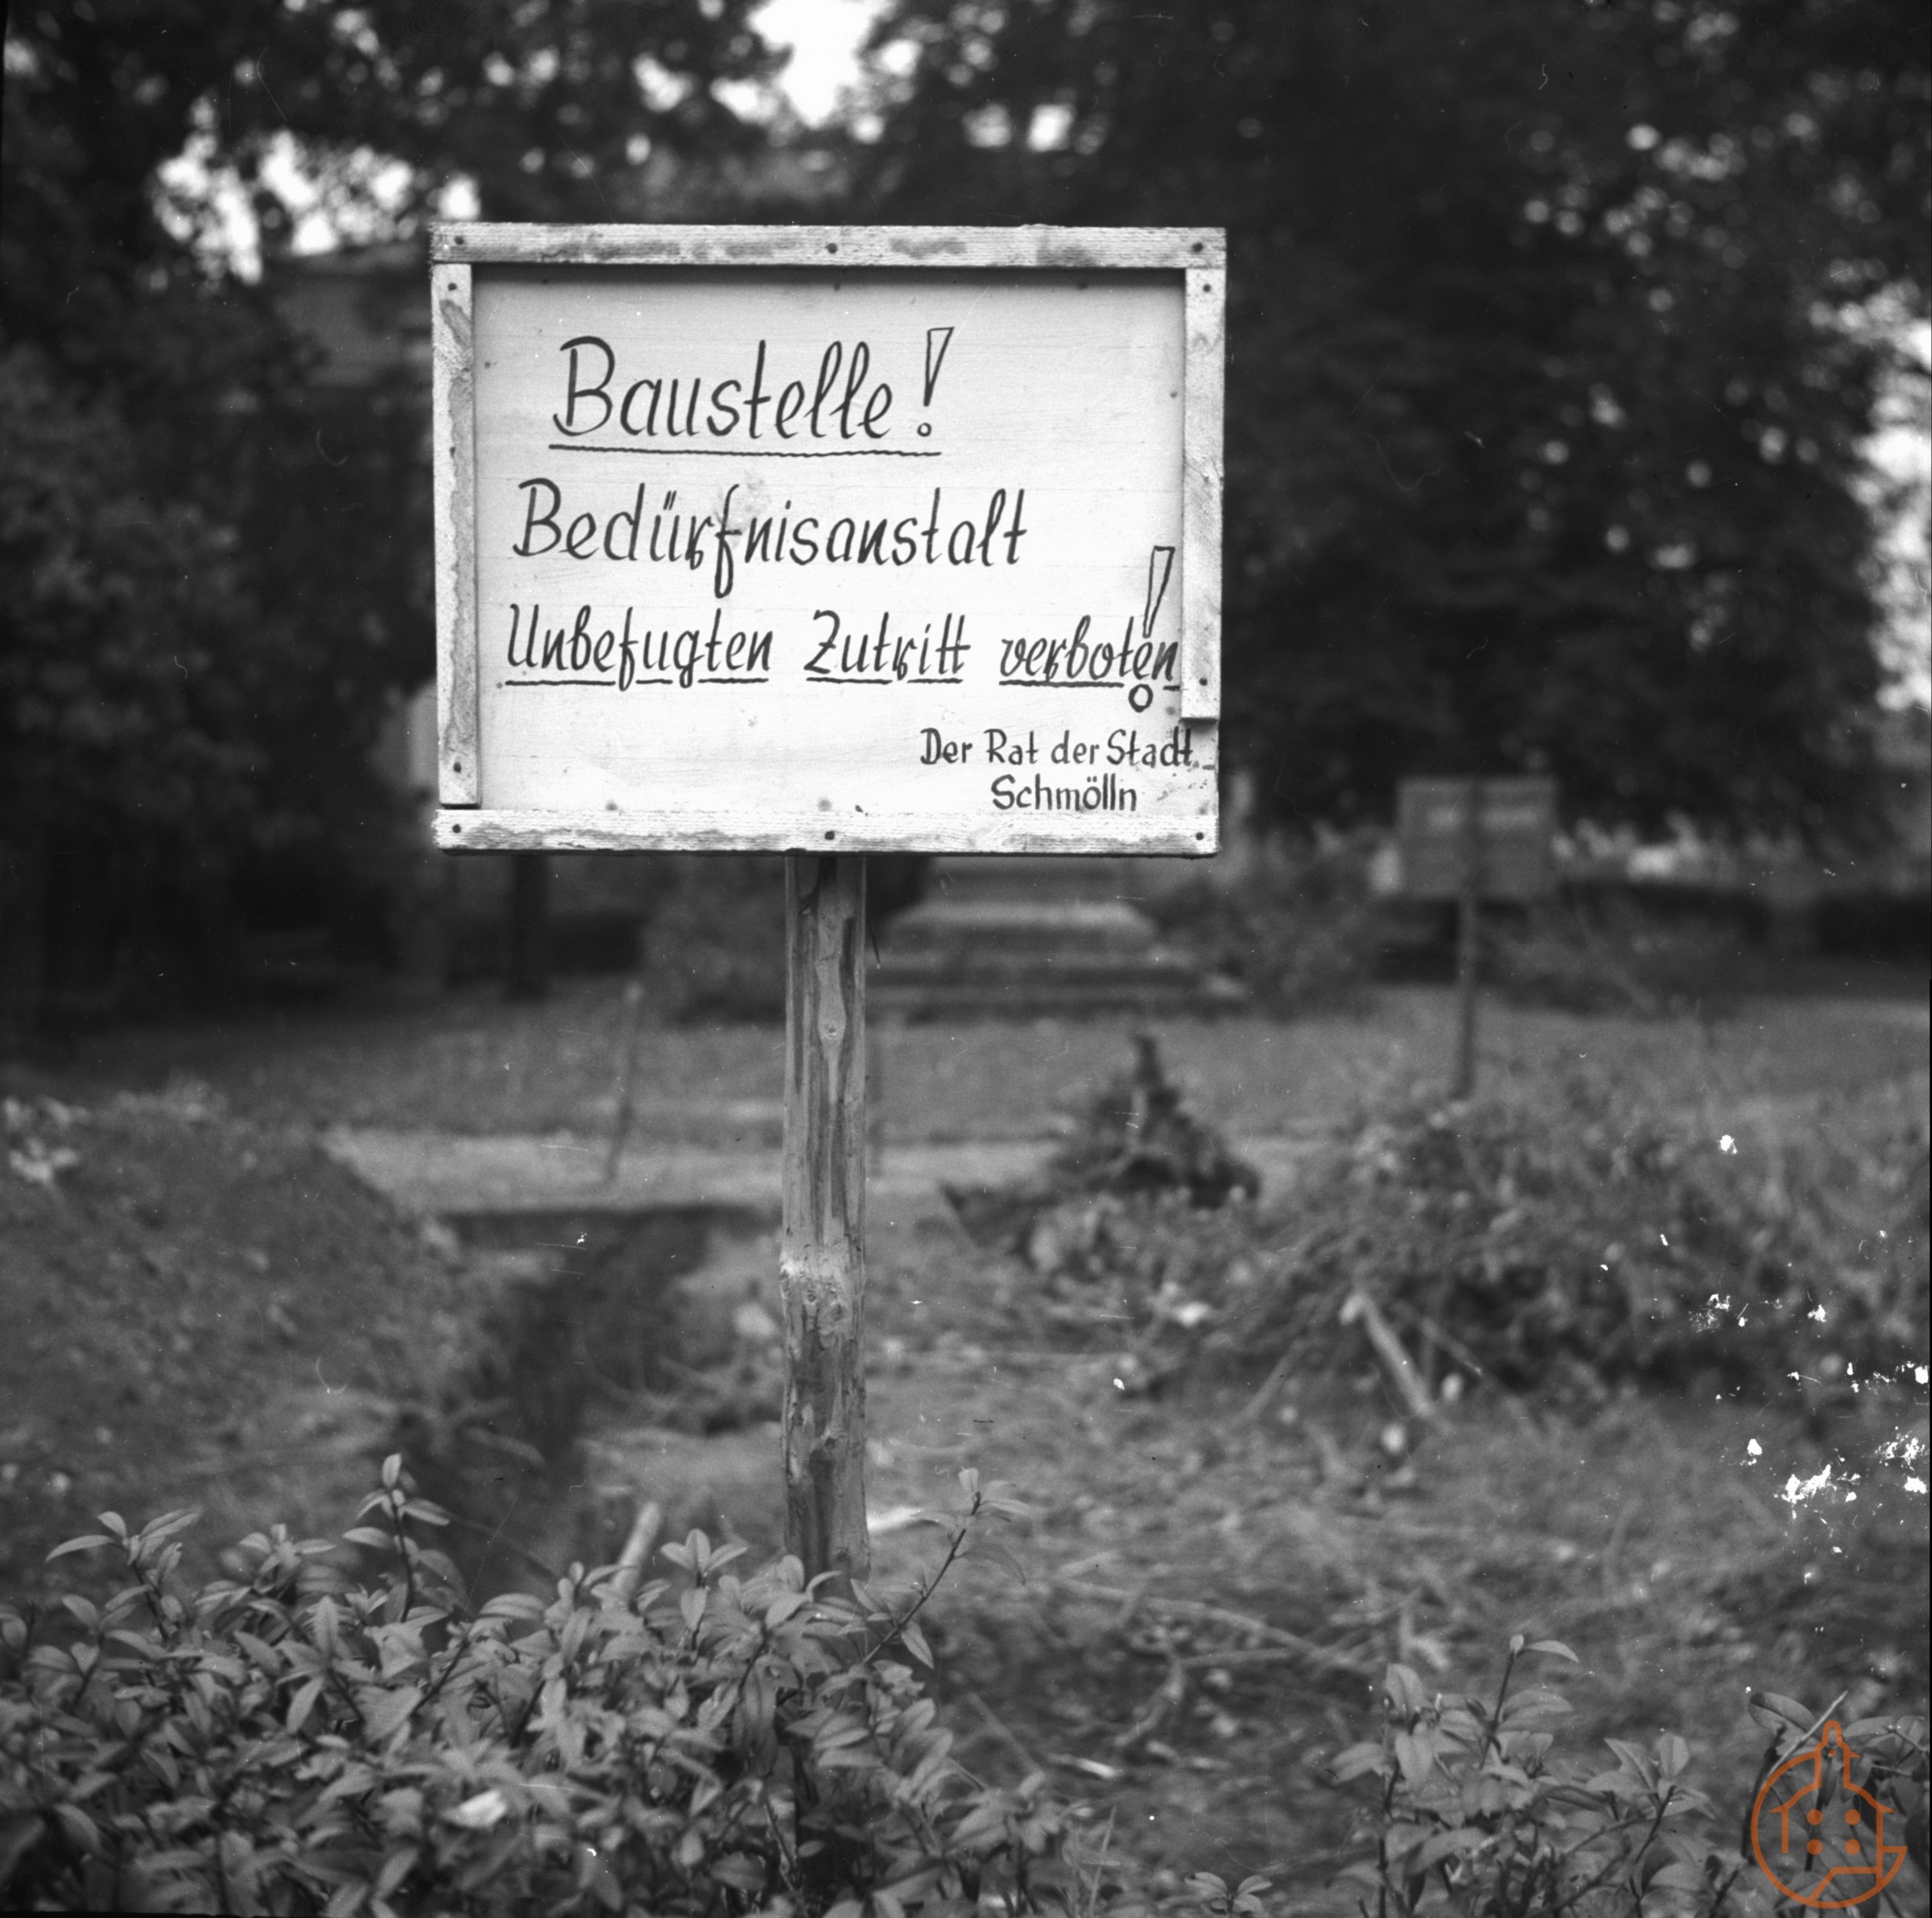 Baustelle!
Bedürfnisanstalt
Unbefugten Zutritt verboten!
Der Rat der Stadt
Schmölln